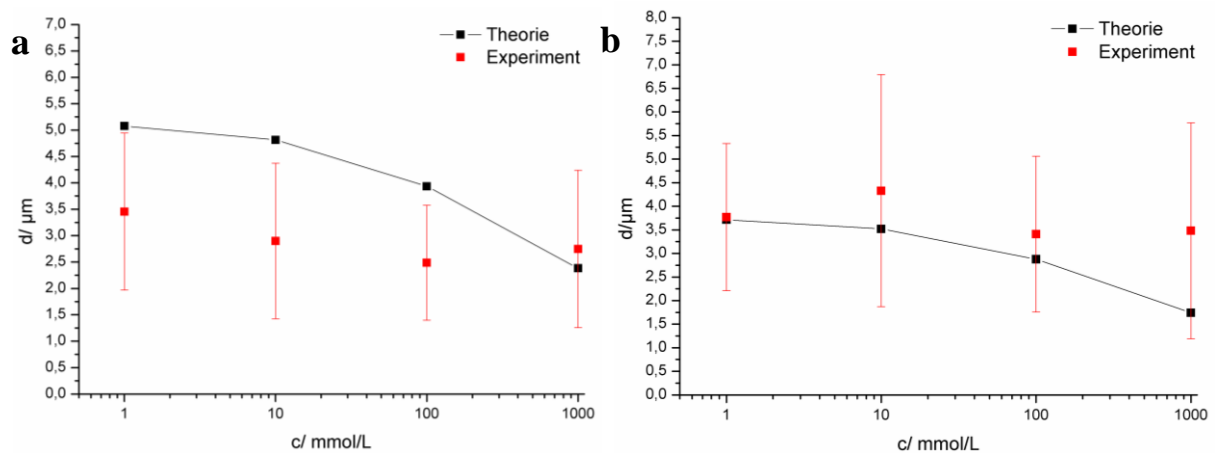 a
7,0
6,5
6,0
5,5
5,0
4,5
4,0
3,5
3,0
2,5
2,0
1,5
1,0
0,5
0,0
d/ µm
Theorie
Experiment
1 10 100 1000
c/ mmol/L
b
8,0
7,5
7,0
6,5
6,0
5,5
5,0
4,5
4,0
3,5
3,0
2,5
2,0
1,5
1,0
0,5
0,0
d/µm
Theorie
Experiment
1 10 100 1000
c/ mmol/L